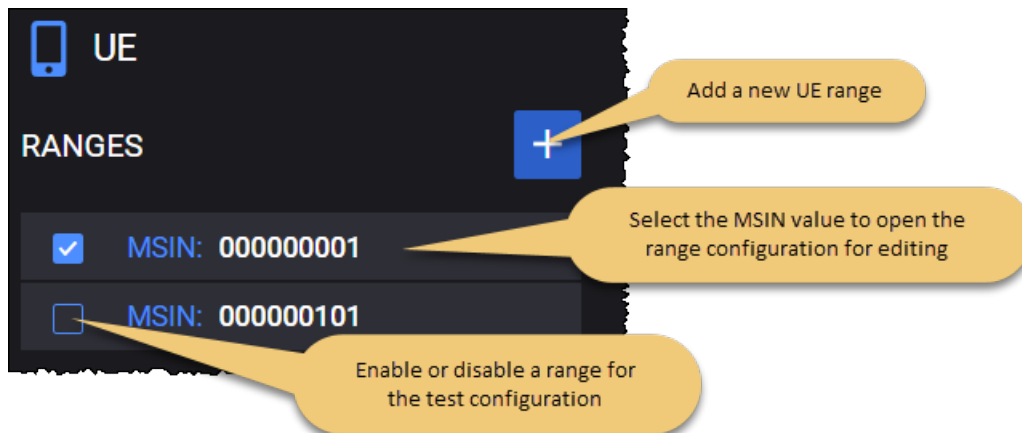 UE
Add a new UE range
RANGES
Select the MSIN value to open the
range configuration for editing
MSIN: 000000001
MSIN: 000000101
Enable or disable a range for
the test configuration